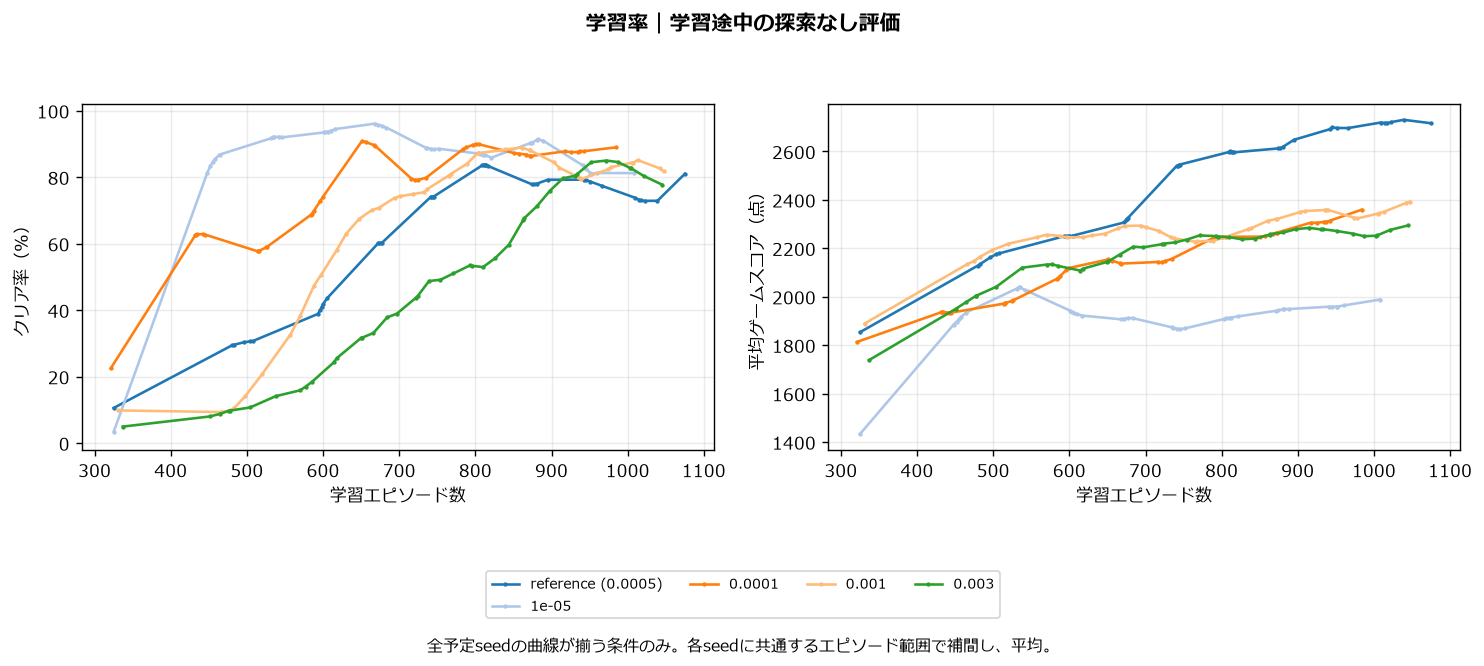 学習率｜学習途中の探索なし評価
クリア率（%）
100
80
60
40
20
0
300 400 500 600 700 800 900 1000 1100
学習エピソード数
平均ゲームスコア（点）
2600
2400
2200
2000
1800
1600
1400
300 400 500 600 700 800 900 1000 1100
学習エピソード数
reference (0.0005) 0.0001 0.001 0.003
1e-05
全予定seedの曲線が揃う条件のみ。各seedに共通するエピソード範囲で補間し、平均。